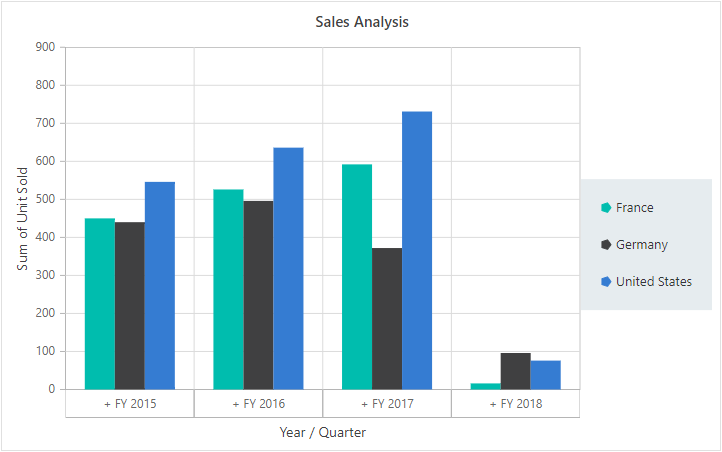 Sales Analysis
900
800
700
600
500
400
300
200
100
0
Sum of Unit Sold
+ FY 2015
+ FY 2016
+ FY 2017
+ FY 2018
Year / Quarter
France
Germany
United States